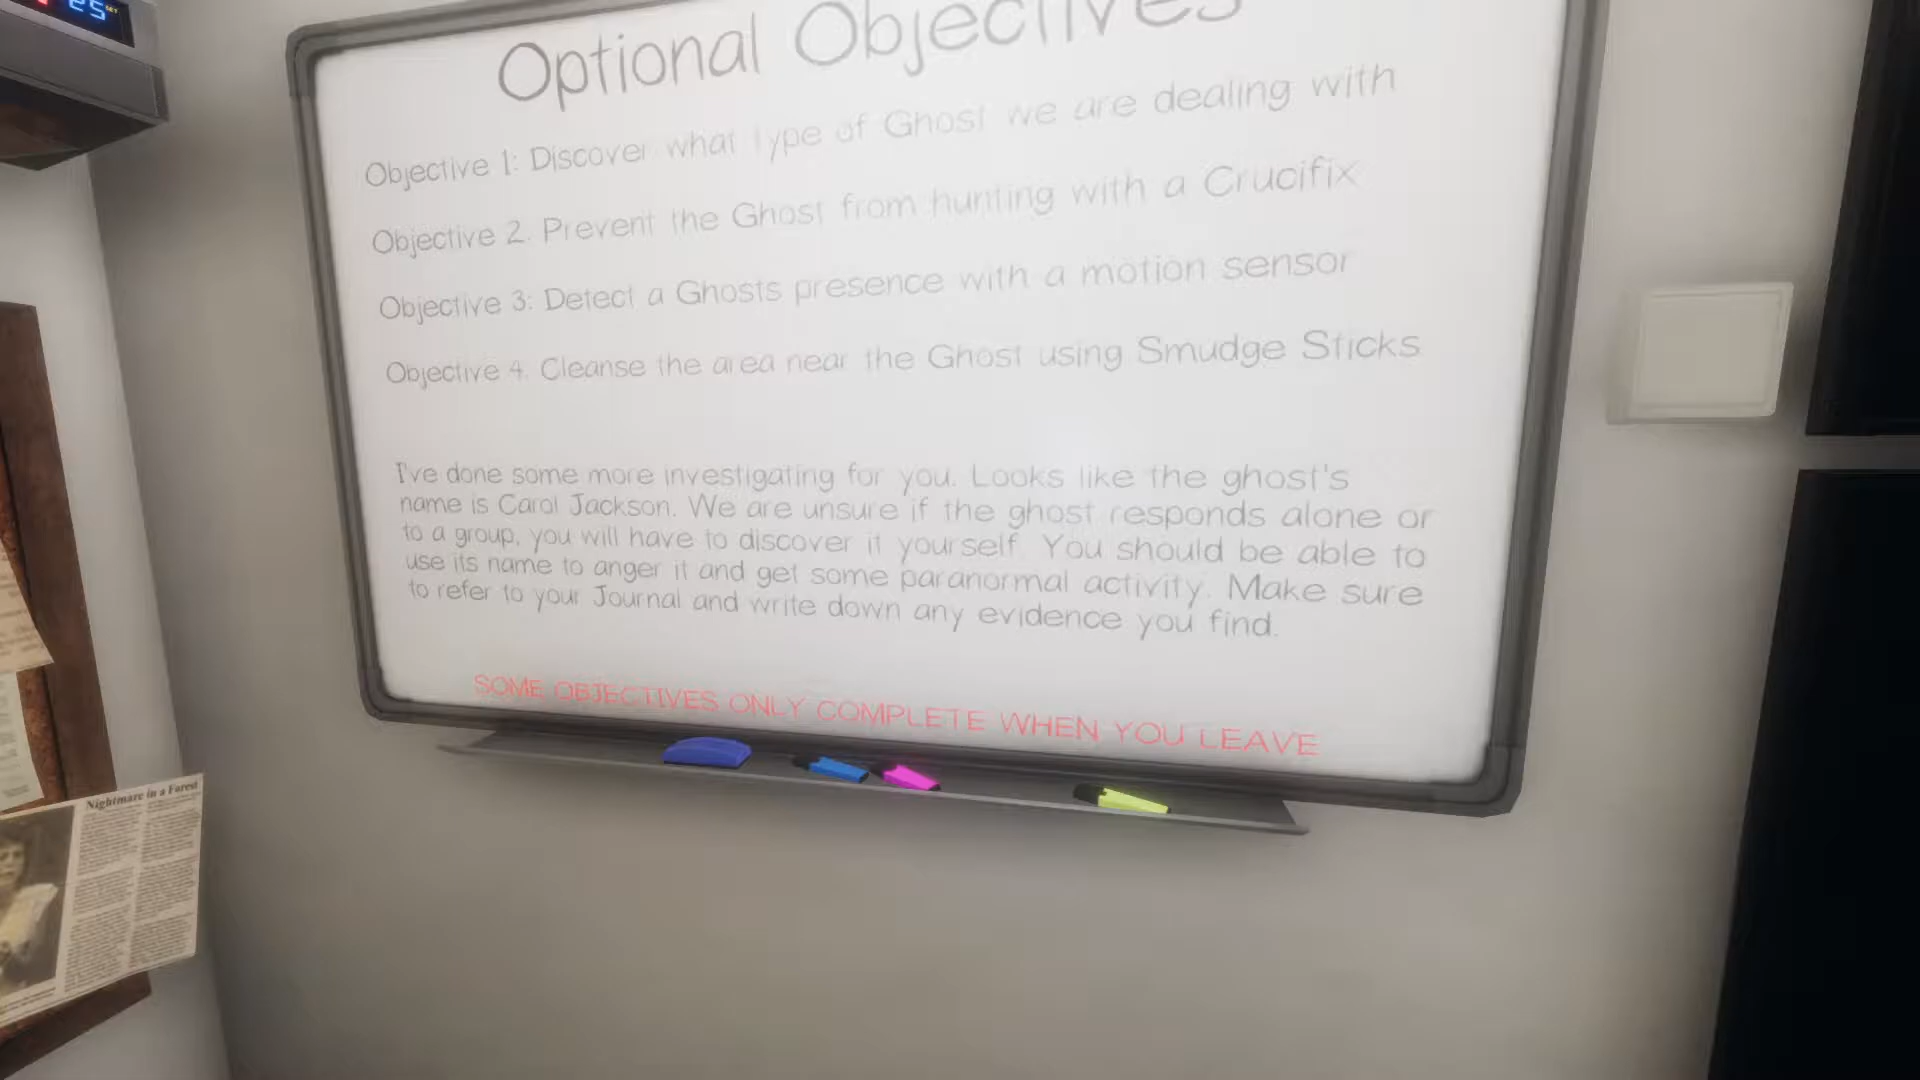 25
Optional Objectives
Objective 1: Discover what type of Ghost we are dealing with
Objective 2. Prevent the Ghost from hunting with a Crucifix
Objective 3: Detect a Ghosts presence with a motion sensor
Objective 4. Cleanse the area near the Ghost using Smudge Sticks
I've done some more investigating for you. Looks like the ghost's
name is Carol Jackson. We are unsure if the ghost responds alone or
to a group, you will have to discover it yourself. You should be able to
use its name to anger it and get some paranormal activity. Make sure
to refer to your Journal and write down any evidence you find.
SOME OBJECTIVES ONLY COMPLETE WHEN YOU LEAVE
Nightmare in a Forest